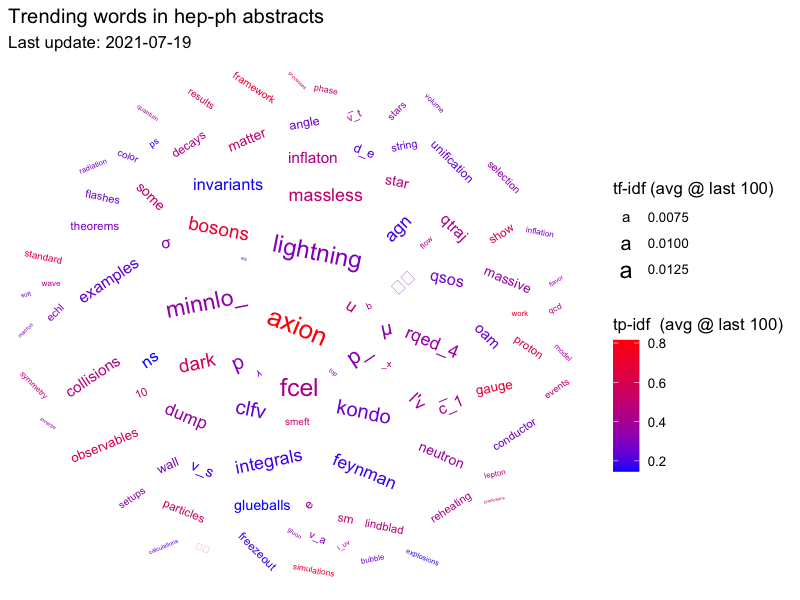 Trending words in hep-ph abstracts
Last update: 2021-07-19
framework
phase
results
volume
quantum
v_t
stars
angle
matter
decays
ps
color
d_e
string
unification
inflaton
radiation
selection
star
invariants
massless
some
flashes
theorems
bosons
agn
qtraj
show
inflation
σ
flow
lightning
standard
examples
qsos
massive
flavor
wave
soft
echl
minnlo_
u
b
work
qcd
axion
μ
rqed_4
oam
proton
model
ns
dark
p
λ
top
p_/
_x
collisions
symmetry
10
fcel
gauge
events
l'v
c_1
dump
clfv
smeft
kondo
inverse
observables
conductor
neutron
wall
v_s
integrals
feynman
lepton
setups
glueballs
e
reheating
particles
sm
lindblad
gluon
v_a
calculations
freezeout
bubble
explosions
simulations
tf-idf (avg @ last 100)
a 0.0075
a 0.0100
a 0.0125
tp-idf (avg @ last 100)
0.8
0.6
0.4
0.2